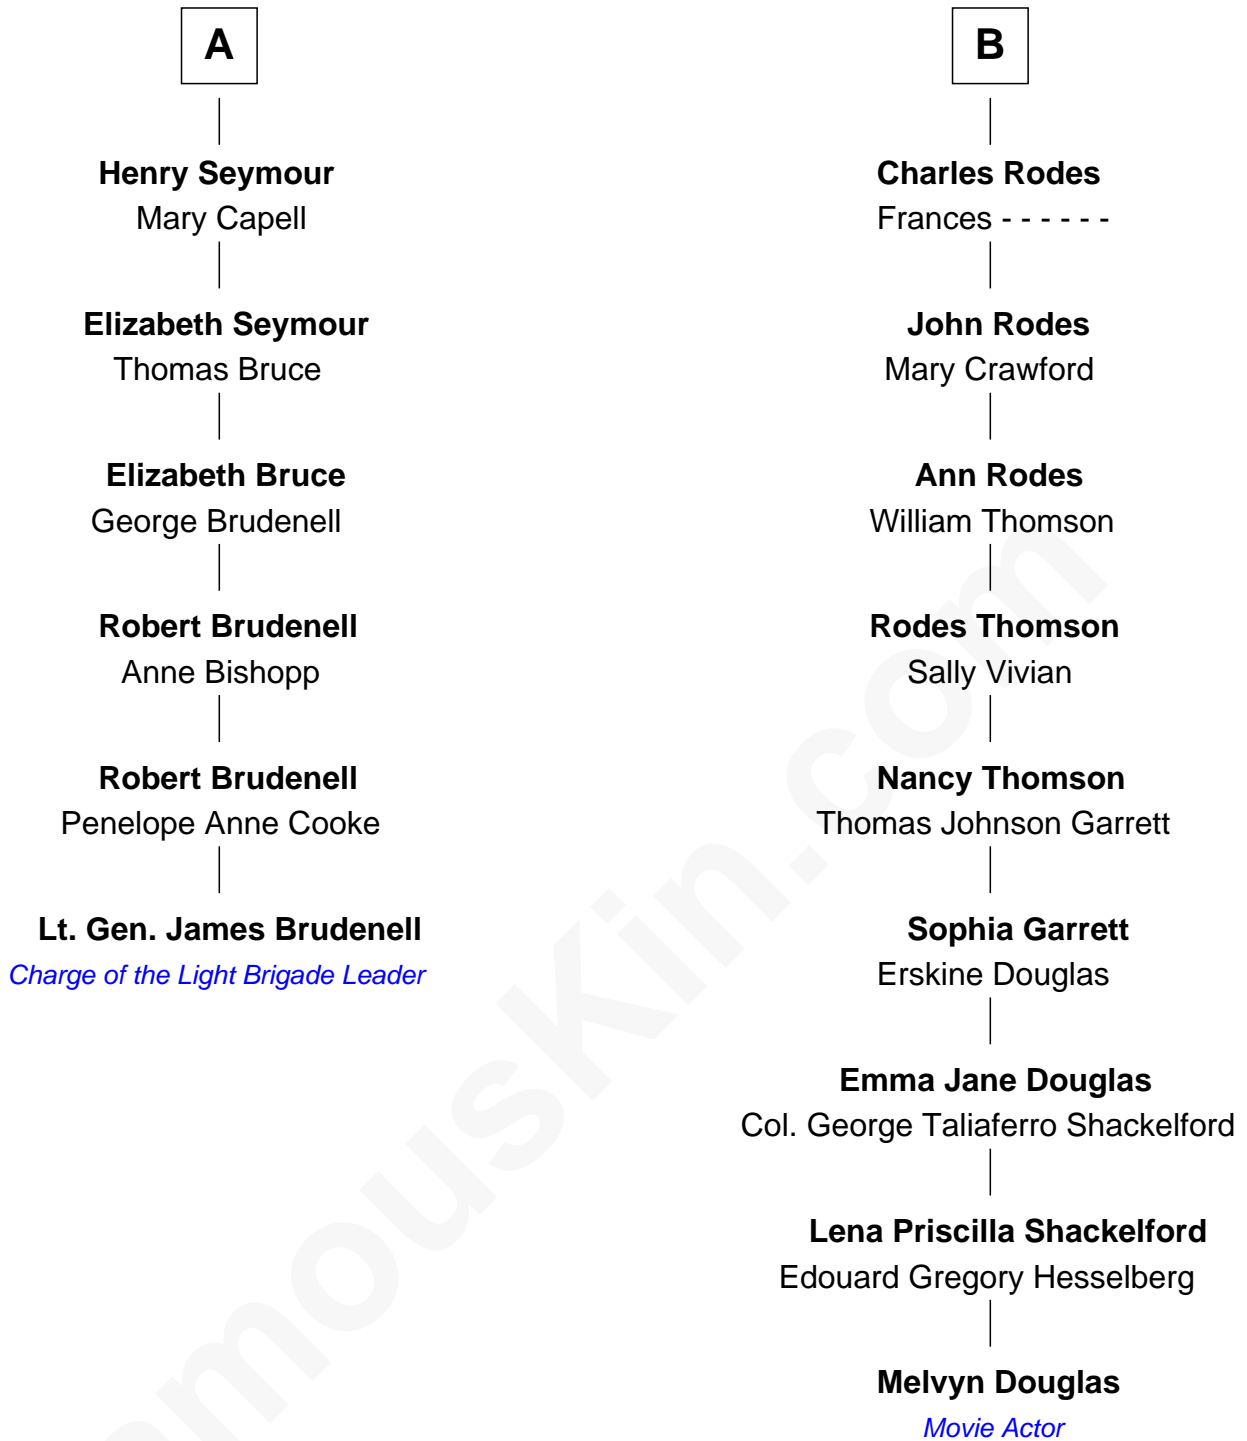 A
Henry Seymour
Mary Capell
Elizabeth Seymour
Thomas Bruce
Elizabeth Bruce
George Brudenell
Robert Brudenell
Anne Bishopp
Robert Brudenell
Penelope Anne Cooke
Lt. Gen. James Brudenell
Charge of the Light Brigade Leader
B
Charles Rodes
Frances - - - - - -
John Rodes
Mary Crawford
Ann Rodes
William Thomson
Rodes Thomson
Sally Vivian
Nancy Thomson
Thomas Johnson Garrett
Sophia Garrett
Erskine Douglas
Emma Jane Douglas
Col. George Taliaferro Shackelford
Lena Priscilla Shackelford
Edouard Gregory Hesselberg
Melvyn Douglas
Movie Actor
amousKin.com